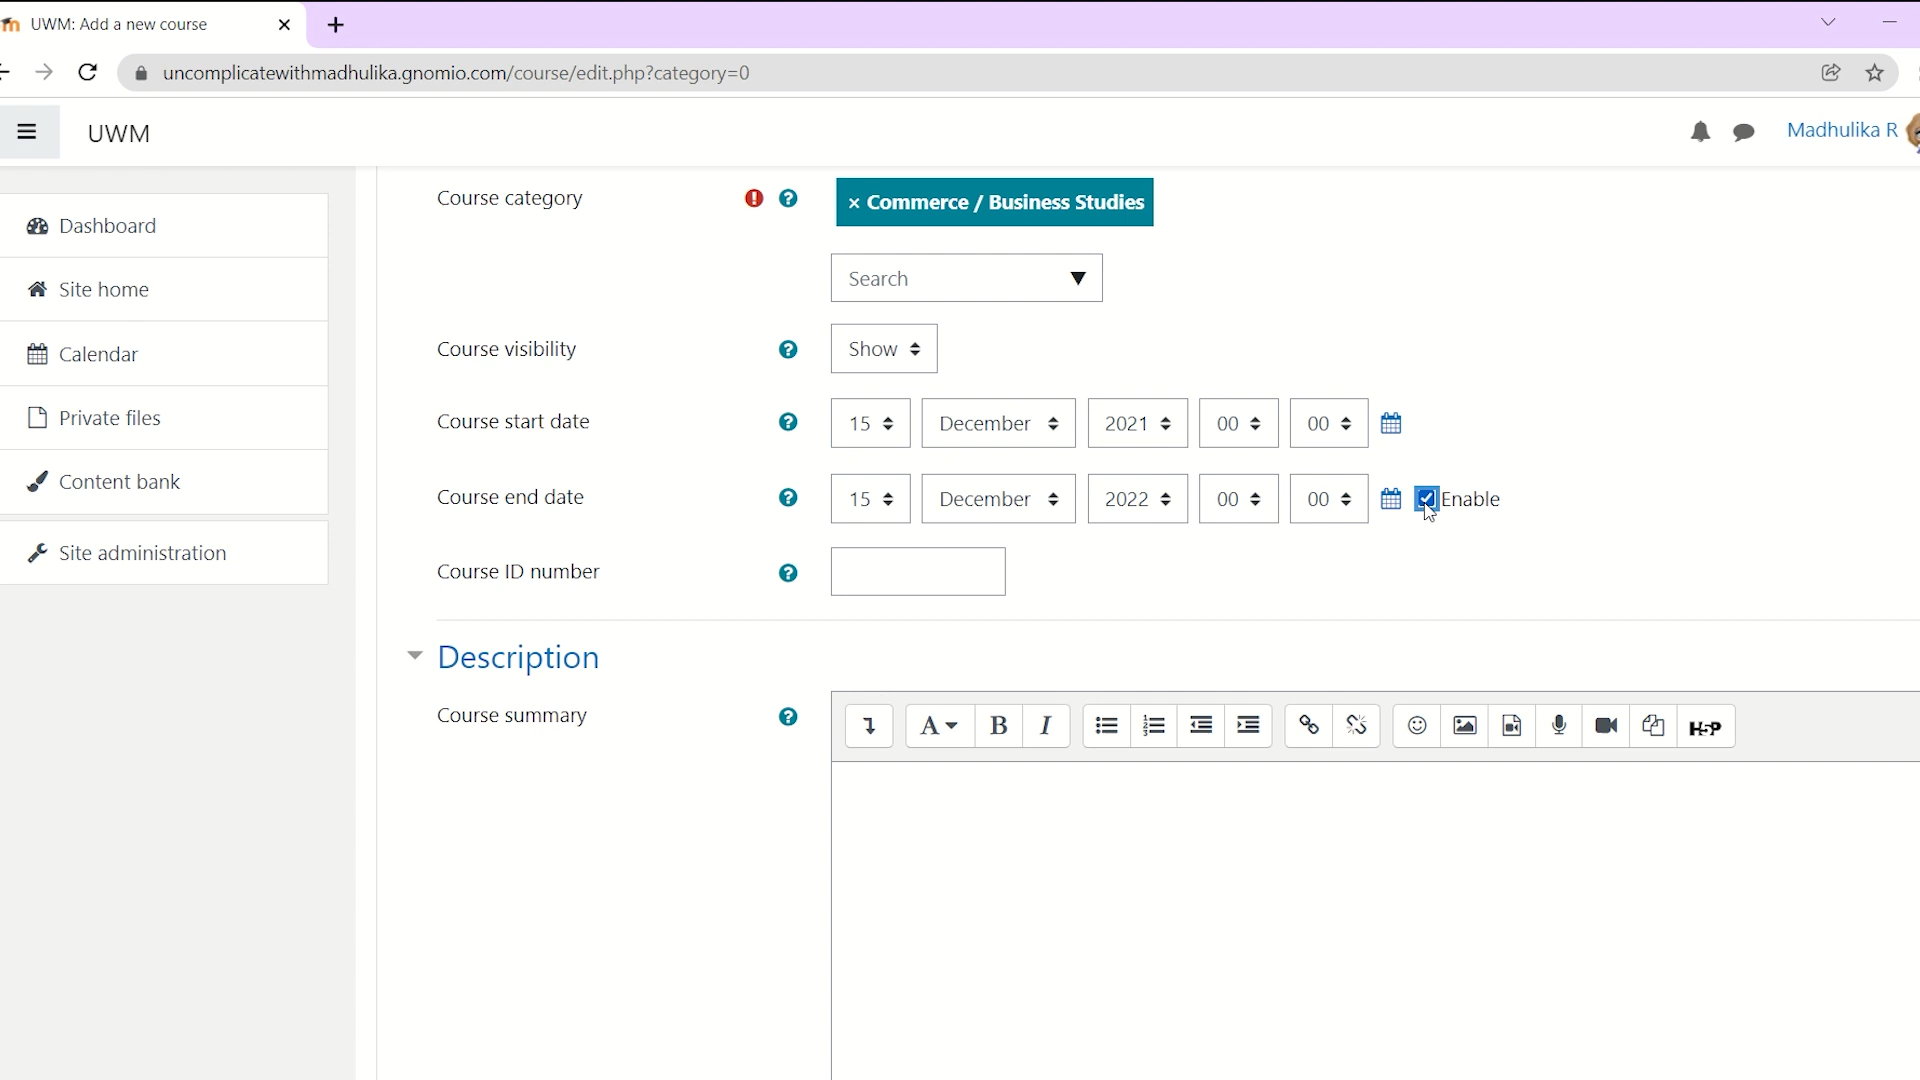 UWM: Add a new course
uncomplicatewithmadhulika.gnomio.com/course/edit.php?category=0
UWM
Madhulika R
Dashboard
Site home
Calendar
Private files
Content bank
Site administration
Course category
× Commerce / Business Studies
Search
Course visibility
Show
Course start date
15 December 2021 00 00
Course end date
15 December 2022 00 00 Enable
Course ID number
Description
Course summary
A B I H5P